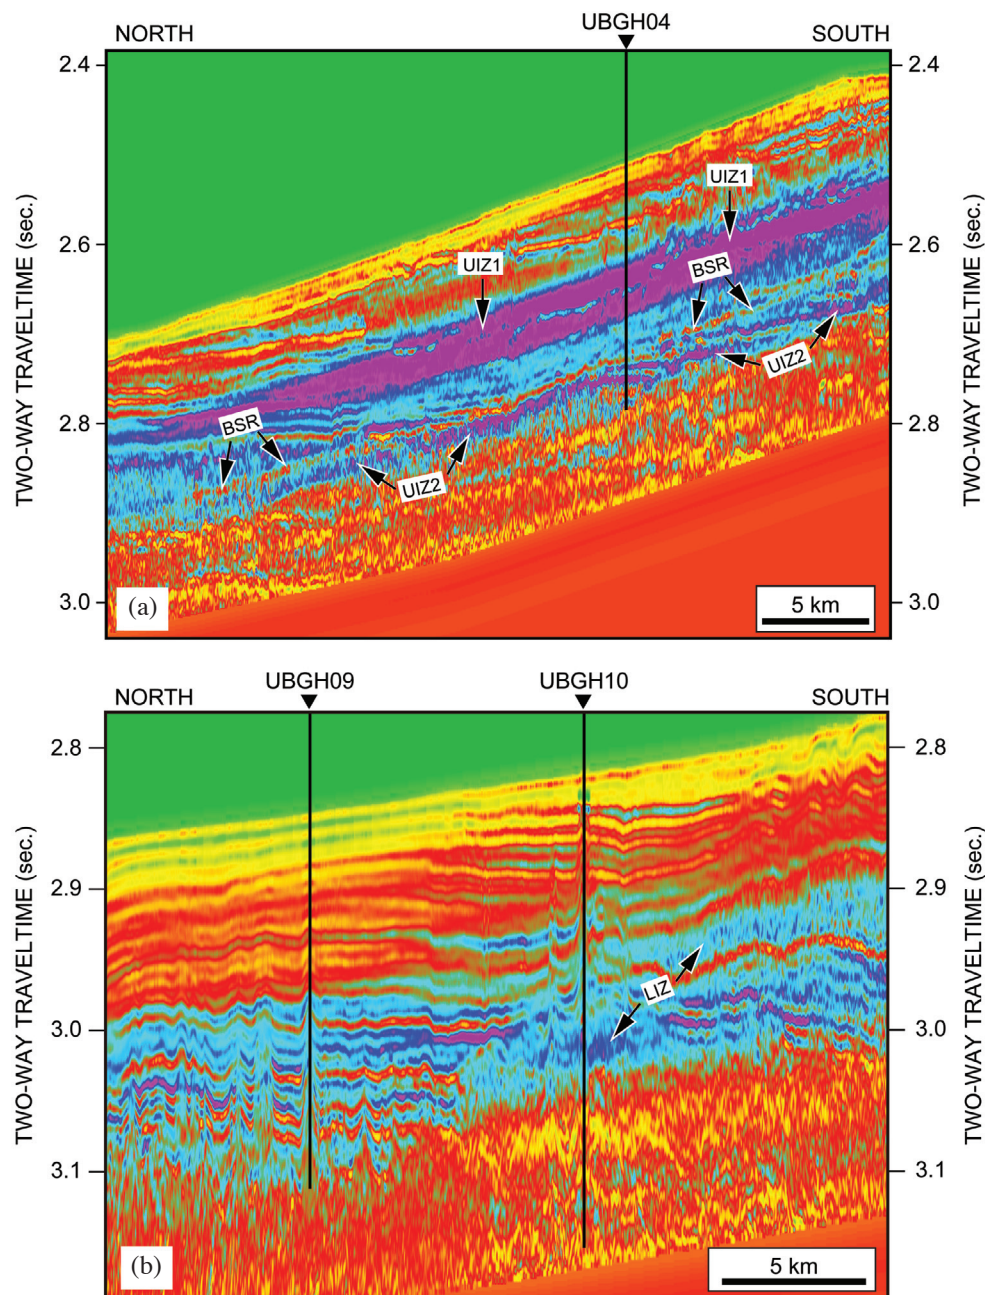 UBGH04
NORTH
SOUTH
2.4
2.4
UIZ1
2.6
2.6
UIZ1
BSR
UIZ2
2.8
2.8
BSR
UIZ2
3.0
3.0
(a)
5 km
TWO-WAY TRAVELTIME (sec.)
TWO-WAY TRAVELTIME (sec.)
UBGH09
UBGH10
NORTH
SOUTH
2.8
2.8
2.9
2.9
LIZ
3.0
3.0
3.1
3.1
(b)
5 km
TWO-WAY TRAVELTIME (sec.)
TWO-WAY TRAVELTIME (sec.)